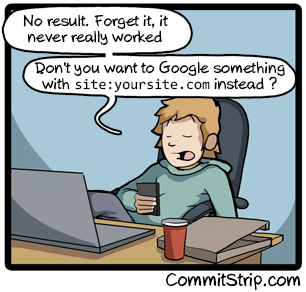 No result. Forget it, it
never really worked
Don't you want to Google something
with site:yoursite.com instead ?
CommitStrip.com